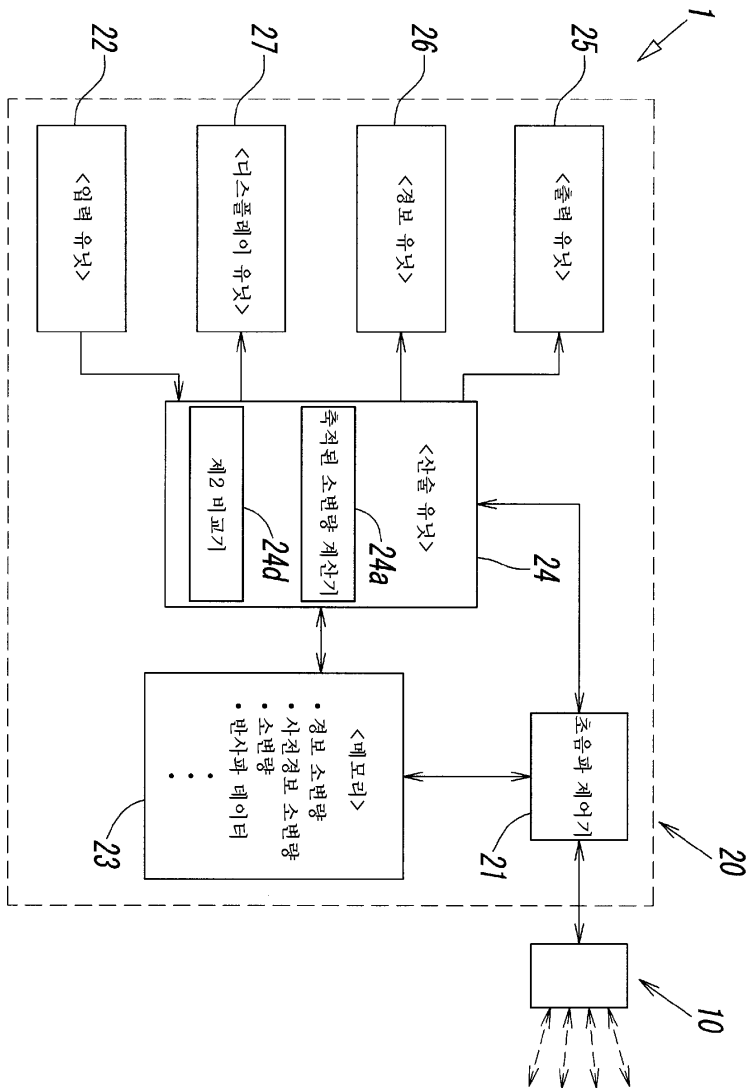 1
20
10
25
<출력 유닛>
초음파 제어기
21
24
<산술 유닛>
26
<경보 유닛>
24a
축적된 소변량 계산기
<메모리>
• 경보 소변량
• 사전경보 소변량
• 소변량
• 반사파 데이터
• • •
23
27
<디스플레이 유닛>
24d
제2 비교기
22
<입력 유닛>